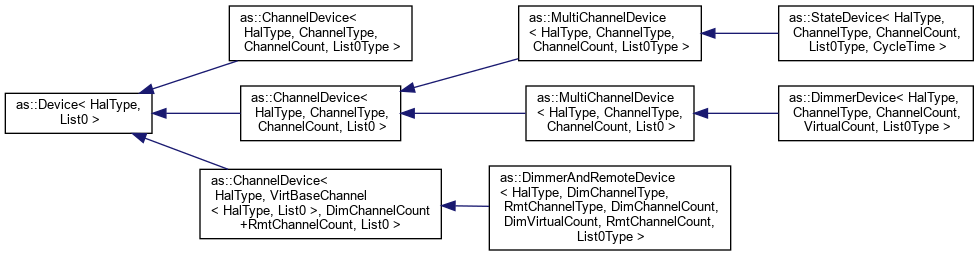 as::Device< HalType,
List0 >
as::ChannelDevice<
HalType, ChannelType,
ChannelCount, List0Type >
as::ChannelDevice<
HalType, ChannelType,
ChannelCount, List0 >
as::ChannelDevice<
HalType, VirtBaseChannel
< HalType, List0 >, DimChannelCount
+RmtChannelCount, List0 >
as::MultiChannelDevice
< HalType, ChannelType,
ChannelCount, List0Type >
as::MultiChannelDevice
< HalType, ChannelType,
ChannelCount, List0 >
as::DimmerAndRemoteDevice
< HalType, DimChannelType,
RmtChannelType, DimChannelCount,
DimVirtualCount, RmtChannelCount,
List0Type >
as::StateDevice< HalType,
ChannelType, ChannelCount,
List0Type, CycleTime >
as::DimmerDevice< HalType,
ChannelType, ChannelCount,
VirtualCount, List0Type >